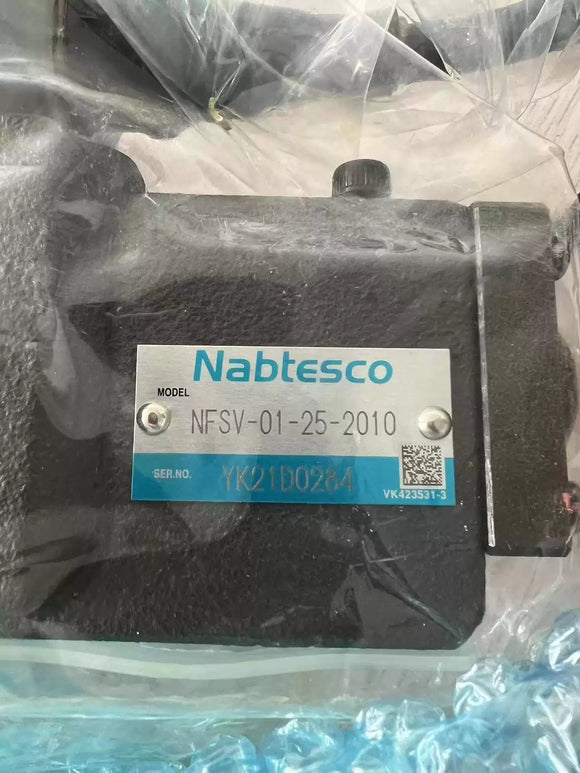 Nabtesco
MODEL
NFSV-01-25-2010
SER.NO. YK21D0284
VK423531-3